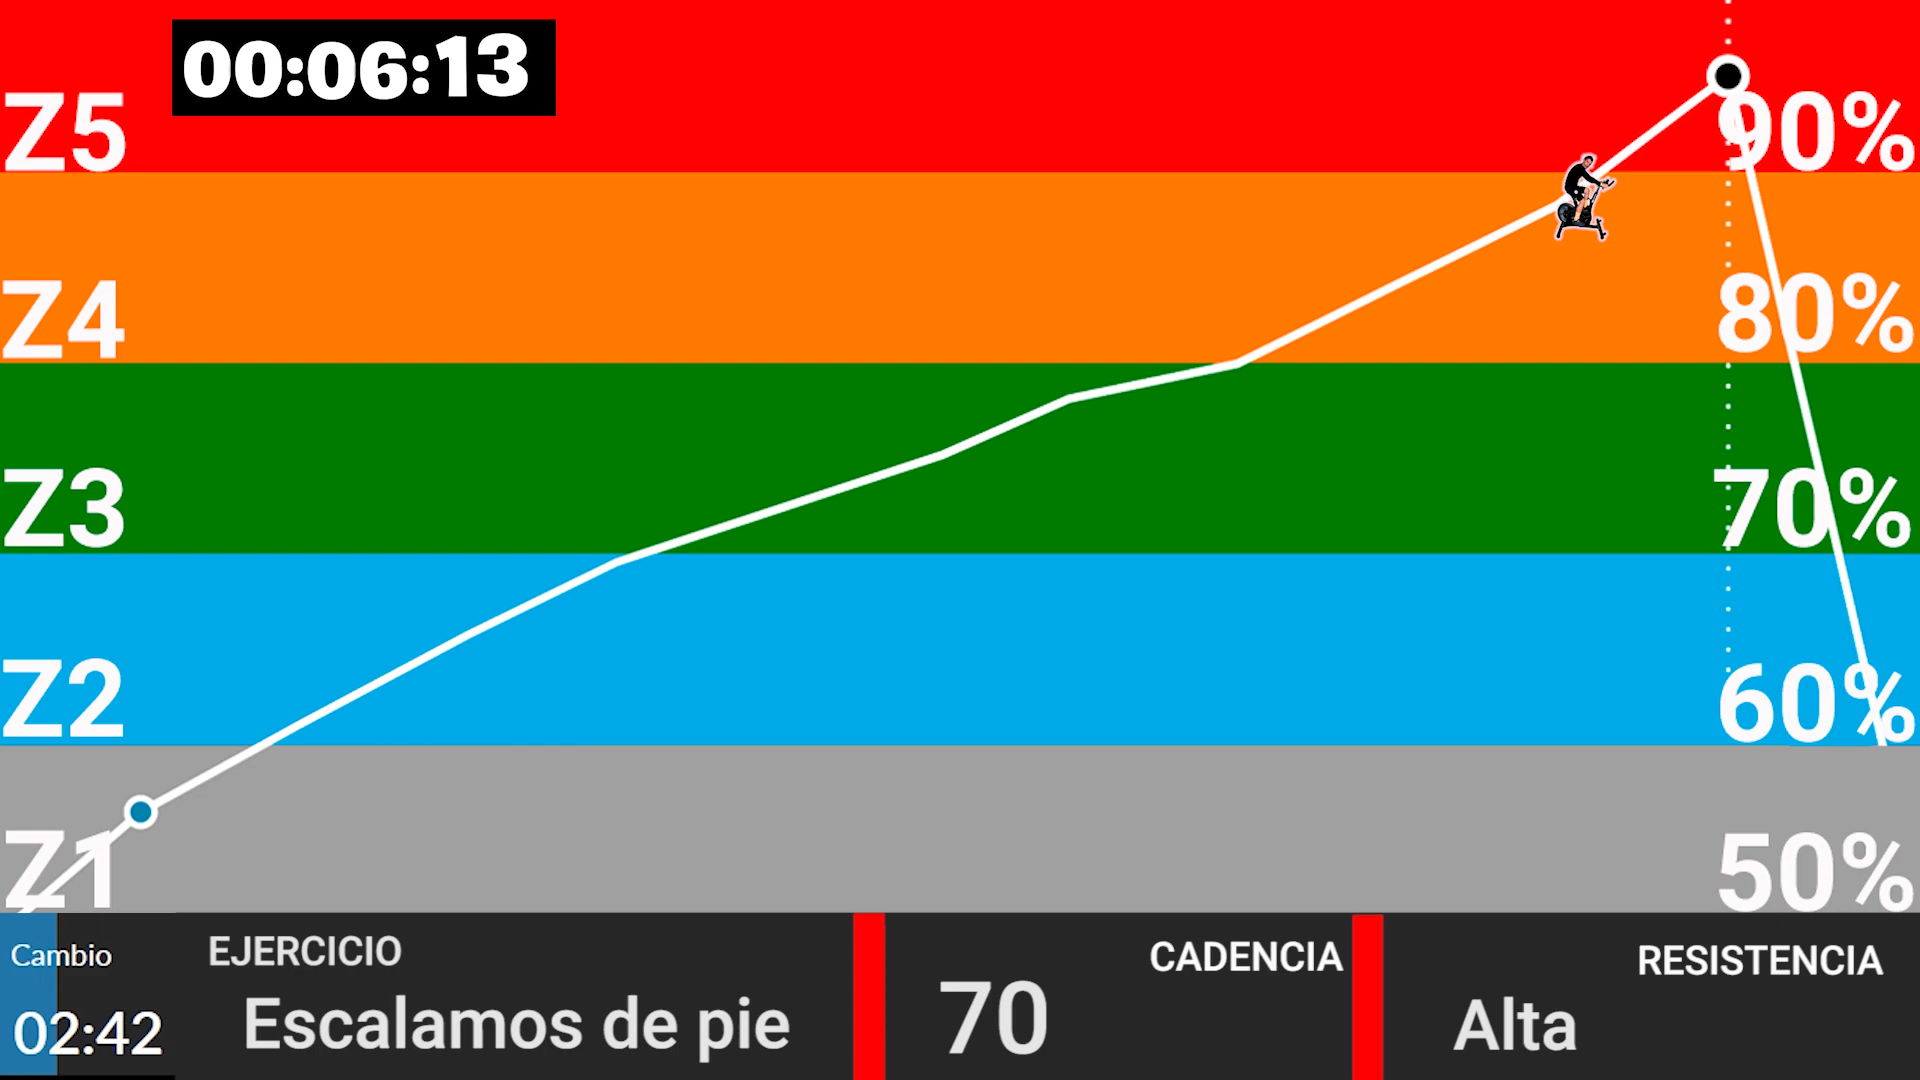 00:06:13
Z5 90%
Z4 80%
Z3 70%
Z2 60%
Z1 50%
Cambio
02:42
EJERCICIO
Escalamos de pie
CADENCIA
70
RESISTENCIA
Alta